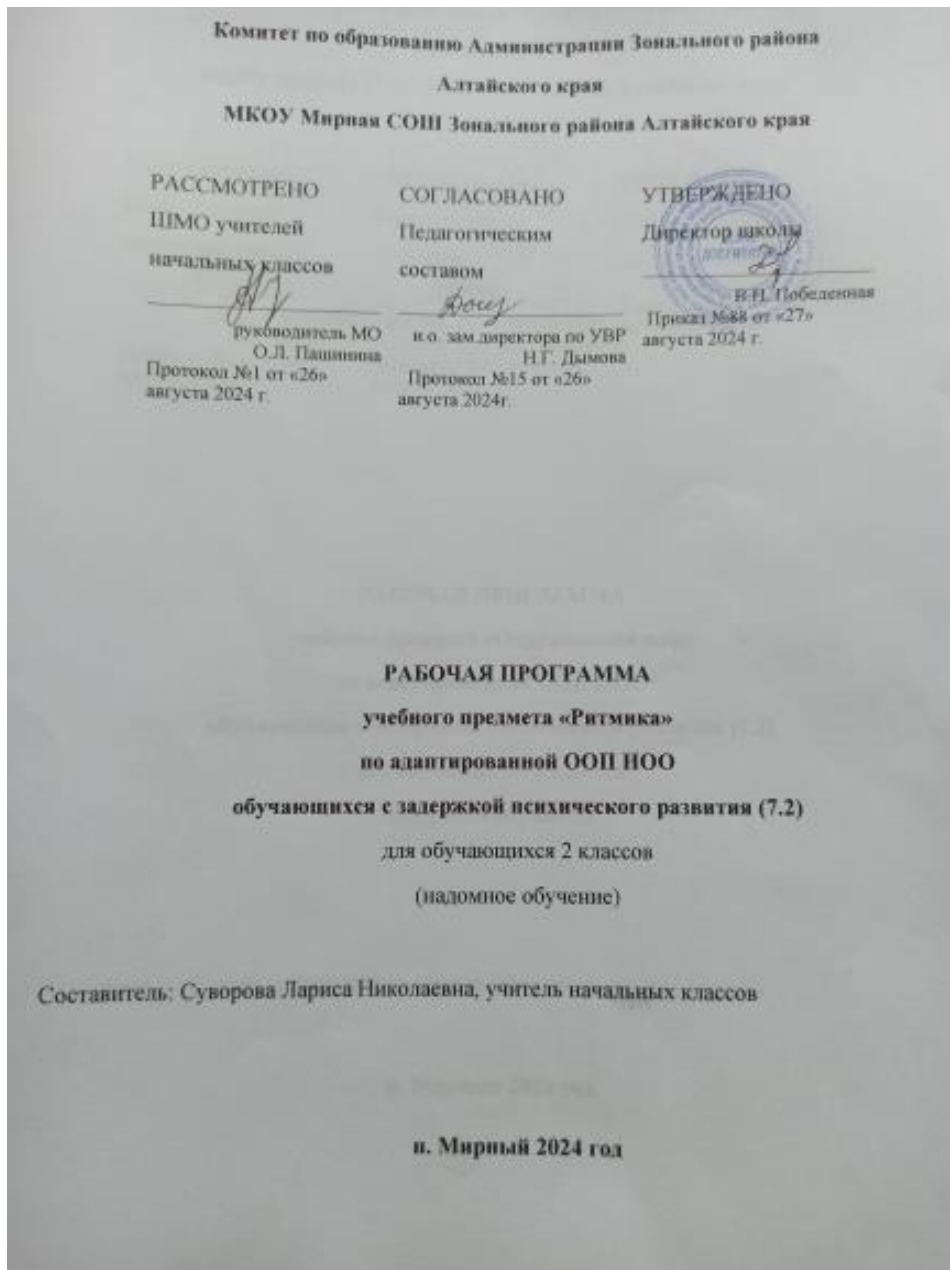 Комитет по образованию Администрации Зонального района
Алтайского края
МКОУ Мирная СОШ Зонального района Алтайского края
РАССМОТРЕНО
ШМО учителей
начальных классов
руководитель МО
О.Л. Пашинина
Протокол №1 от «26»
августа 2024 г.
СОГЛАСОВАНО
Педагогическим
составом
и.о. зам.директора по УВР
Н.Г. Дымова
Протокол №15 от «26»
августа 2024г.
УТВЕРЖДЕНО
Директор школы
В.Н. Победенная
Приказ №88 от «27»
августа 2024 г.
РАБОЧАЯ ПРОГРАММА
учебного предмета «Ритмика»
по адаптированной ООП НОО
обучающихся с задержкой психического развития (7.2)
для обучающихся 2 классов
(надомное обучение)
Составитель: Суворова Лариса Николаевна, учитель начальных классов
п. Мирный 2024 год